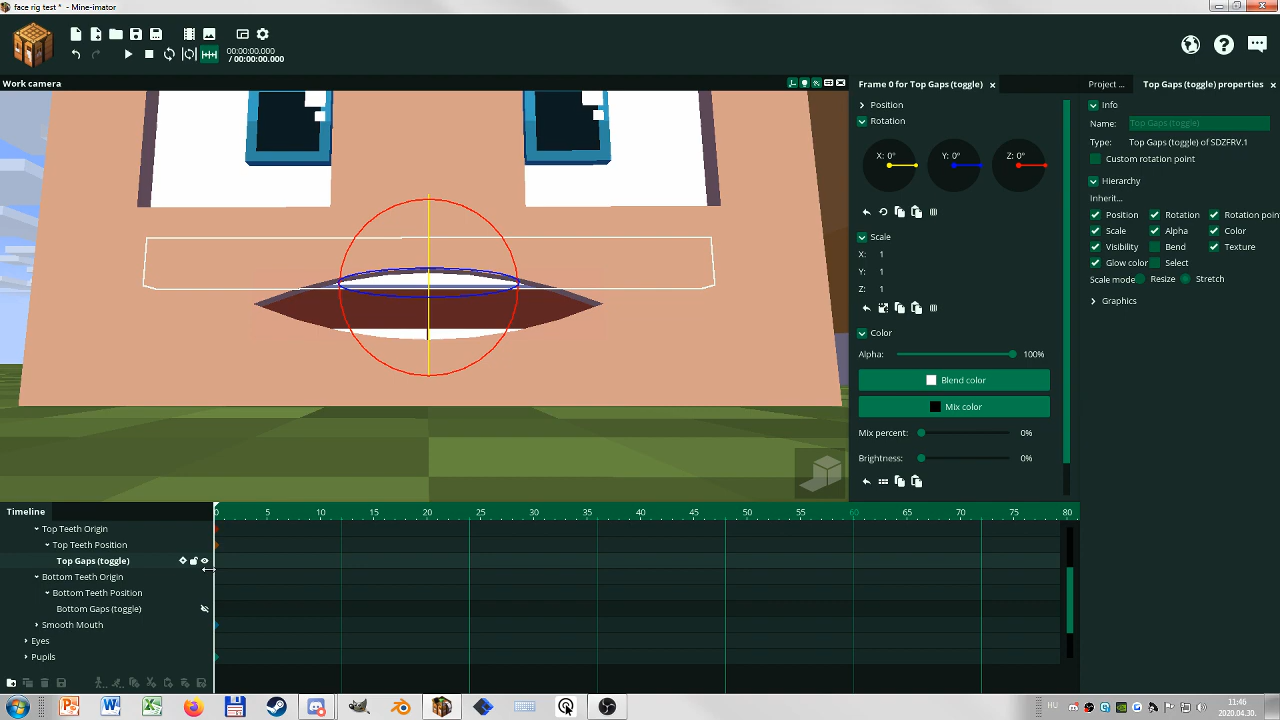 face rig test * - Mine-imator
00:00:00.000
/ 00:00:00.000
Work camera
Frame 0 for Top Gaps (toggle)
Project ...
Top Gaps (toggle) properties
Position
Rotation
X: 0°
Y: 0°
Z: 0°
Scale
X: 1
Y: 1
Z: 1
Color
Alpha: 100%
Blend color
Mix color
Mix percent: 0%
Brightness: 0%
Info
Name: Top Gaps (toggle)
Type: Top Gaps (toggle) of SDZFRV.1
Custom rotation point
Hierarchy
Inherit...
Position Rotation Rotation poin
Scale Alpha Color
Visibility Bend Texture
Glow color Select
Scale mode Resize Stretch
Graphics
Timeline
0 5 10 15 20 25 30 35 40 45 50 55 60 65 70 75 80
Top Teeth Origin
Top Teeth Position
Top Gaps (toggle)
Bottom Teeth Origin
Bottom Teeth Position
Bottom Gaps (toggle)
Smooth Mouth
Eyes
Pupils
HU
11:46
2020.04.30.